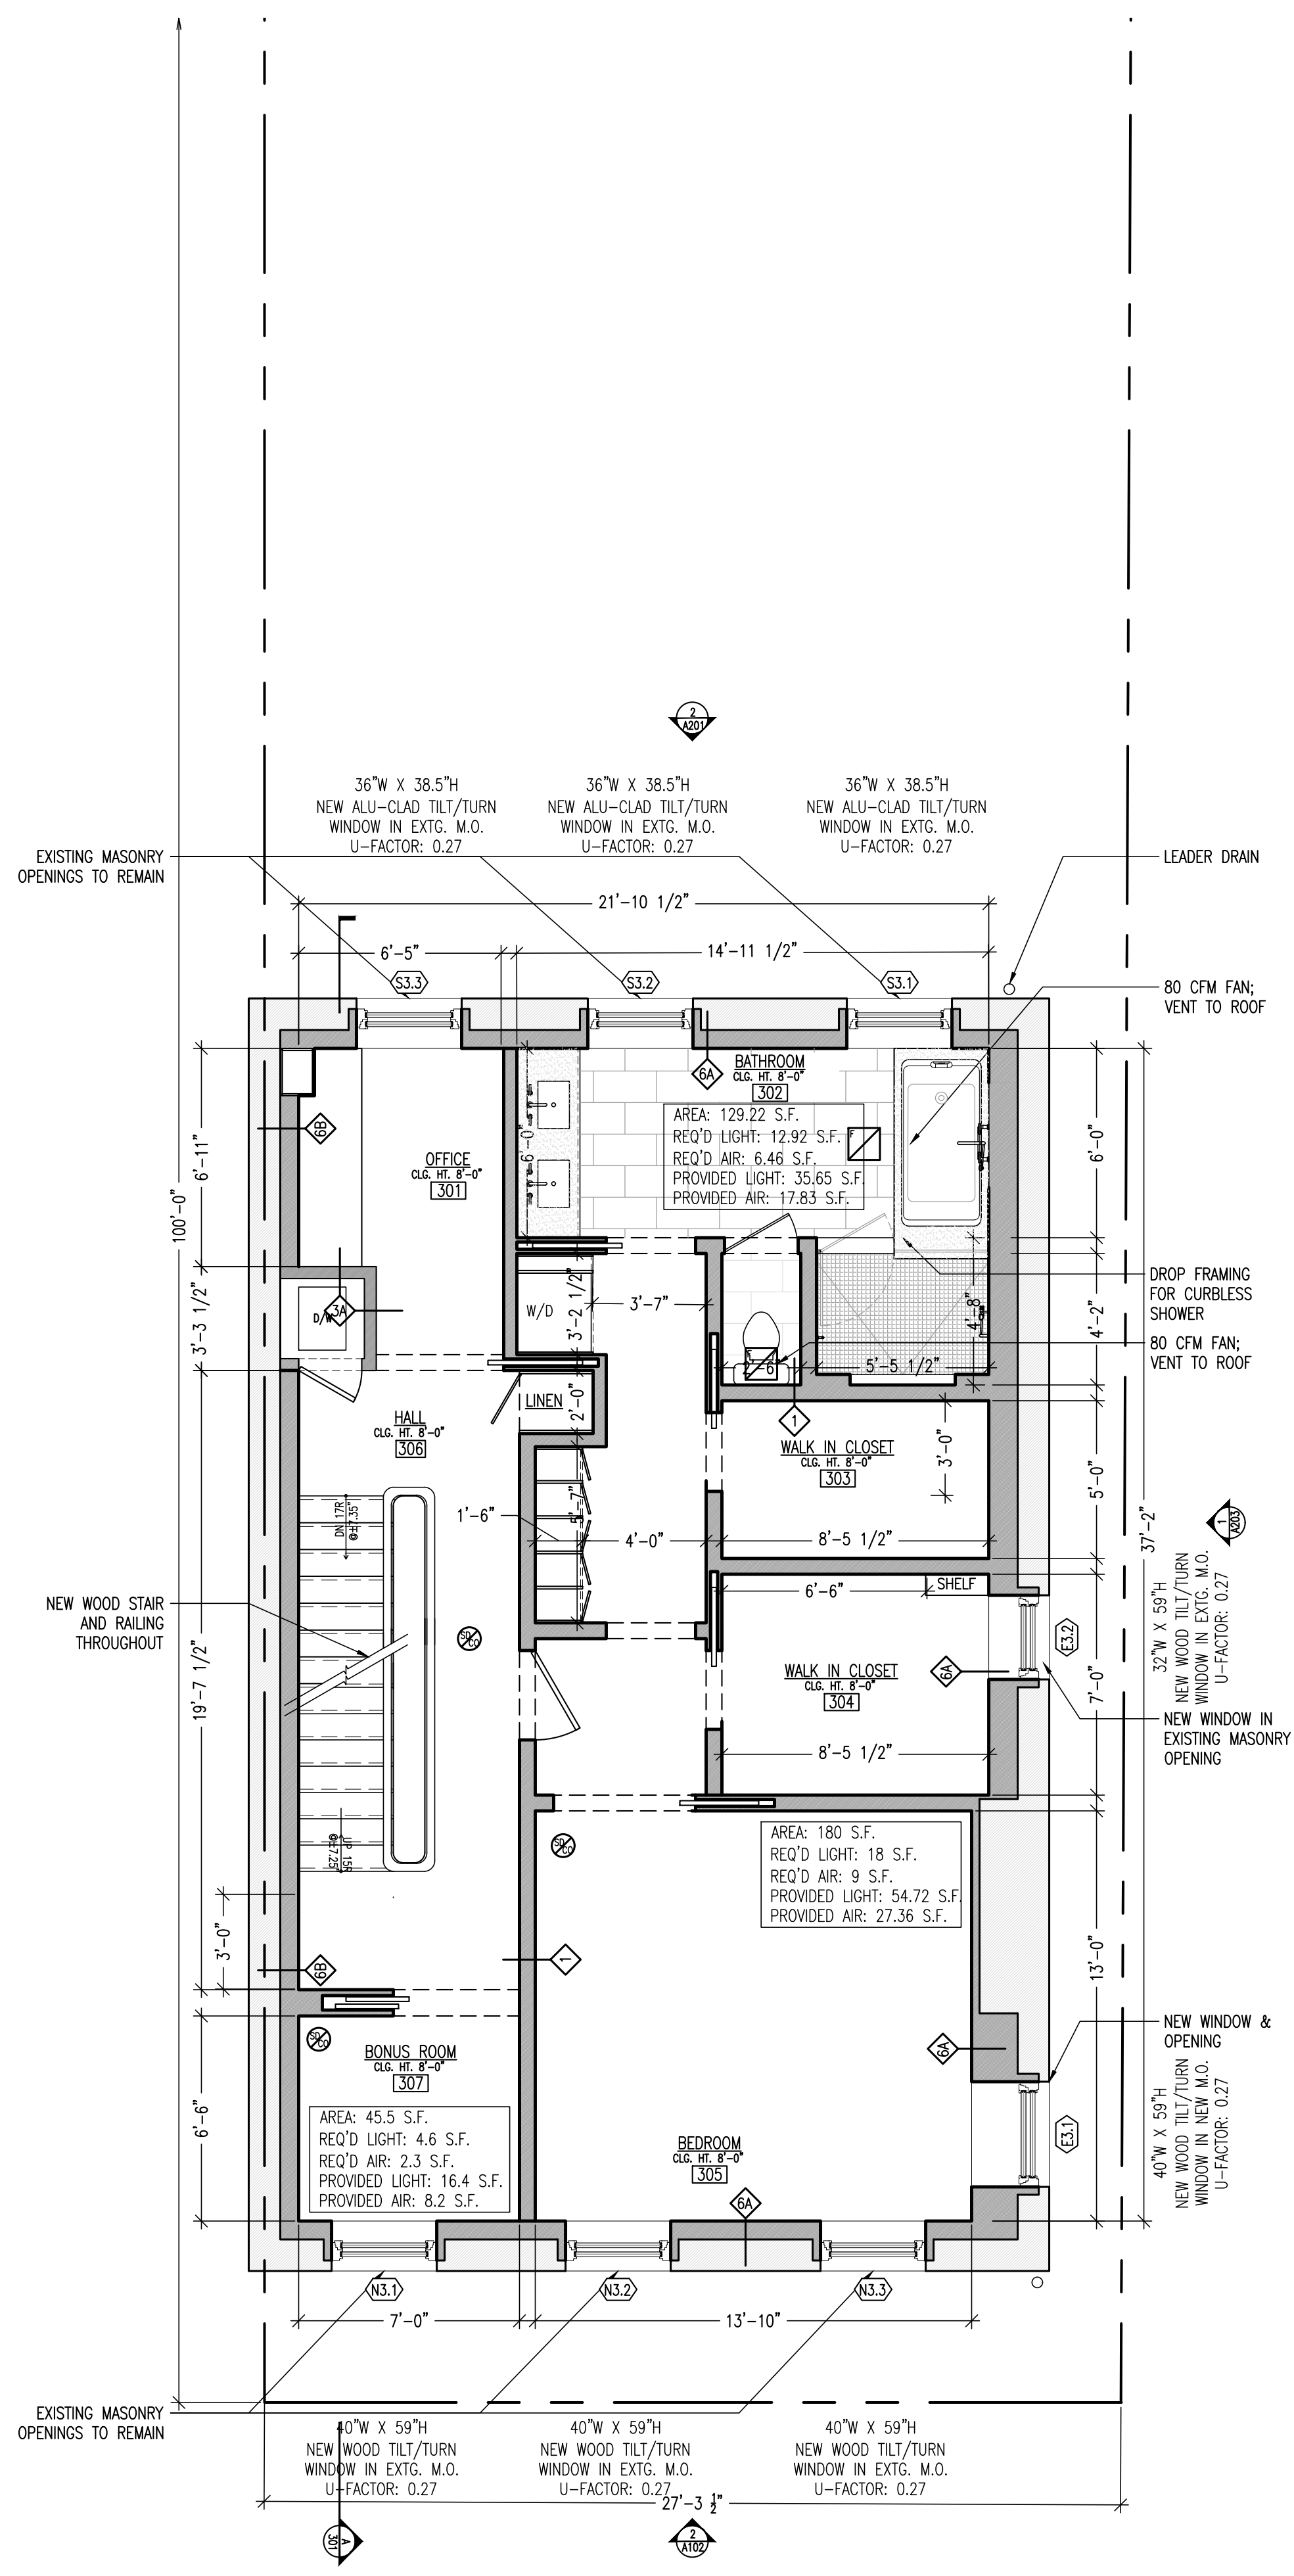 2
A201
36"W X 38.5"H
NEW ALU-CLAD TILT/TURN
WINDOW IN EXTG. M.O.
U-FACTOR: 0.27
36"W X 38.5"H
NEW ALU-CLAD TILT/TURN
WINDOW IN EXTG. M.O.
U-FACTOR: 0.27
36"W X 38.5"H
NEW ALU-CLAD TILT/TURN
WINDOW IN EXTG. M.O.
U-FACTOR: 0.27
EXISTING MASONRY
OPENINGS TO REMAIN
LEADER DRAIN
21'-10 1/2"
6'-5"
14'-11 1/2"
S3.3
S3.2
S3.1
80 CFM FAN;
VENT TO ROOF
100'-0"
6'-11"
6B
OFFICE
CLG. HT. 8'-0"
301
6'-0"
6A
BATHROOM
CLG. HT. 8'-0"
302
AREA: 129.22 S.F.
REQ'D LIGHT: 12.92 S.F.
REQ'D AIR: 6.46 S.F.
PROVIDED LIGHT: 35.65 S.F.
PROVIDED AIR: 17.83 S.F.
F
6'-0"
3'-3 1/2"
D/W
3A
W/D
3'-2 1/2"
3'-7"
2'-6"
5'-5 1/2"
4'-8"
4'-2"
DROP FRAMING
FOR CURBLESS
SHOWER
80 CFM FAN;
VENT TO ROOF
LINEN
2'-0"
1
HALL
CLG. HT. 8'-0"
306
WALK IN CLOSET
CLG. HT. 8'-0"
303
3'-0"
5'-0"
37'-2"
DN 17R
@±7.35"
1'-6"
5'-7"
4'-0"
8'-5 1/2"
1
A203
NEW WOOD STAIR
AND RAILING
THROUGHOUT
19'-7 1/2"
SD/CO
6'-6"
SHELF
E3.2
32"W X 59"H
NEW WOOD TILT/TURN
WINDOW IN EXTG. M.O.
U-FACTOR: 0.27
WALK IN CLOSET
CLG. HT. 8'-0"
304
6A
7'-0"
8'-5 1/2"
NEW WINDOW IN
EXISTING MASONRY
OPENING
UP 15R
@±7.25"
SD/CO
AREA: 180 S.F.
REQ'D LIGHT: 18 S.F.
REQ'D AIR: 9 S.F.
PROVIDED LIGHT: 54.72 S.F.
PROVIDED AIR: 27.36 S.F.
3'-0"
6B
1
13'-0"
SD/CO
6A
NEW WINDOW &
OPENING
BONUS ROOM
CLG. HT. 8'-0"
307
AREA: 45.5 S.F.
REQ'D LIGHT: 4.6 S.F.
REQ'D AIR: 2.3 S.F.
PROVIDED LIGHT: 16.4 S.F.
PROVIDED AIR: 8.2 S.F.
6'-6"
BEDROOM
CLG. HT. 8'-0"
305
6A
E3.1
40"W X 59"H
NEW WOOD TILT/TURN
WINDOW IN NEW M.O.
U-FACTOR: 0.27
N3.1
N3.2
N3.3
7'-0"
13'-10"
EXISTING MASONRY
OPENINGS TO REMAIN
40"W X 59"H
NEW WOOD TILT/TURN
WINDOW IN EXTG. M.O.
U-FACTOR: 0.27
40"W X 59"H
NEW WOOD TILT/TURN
WINDOW IN EXTG. M.O.
U-FACTOR: 0.27
40"W X 59"H
NEW WOOD TILT/TURN
WINDOW IN EXTG. M.O.
U-FACTOR: 0.27
27'-3 1/2"
A
301
2
A102